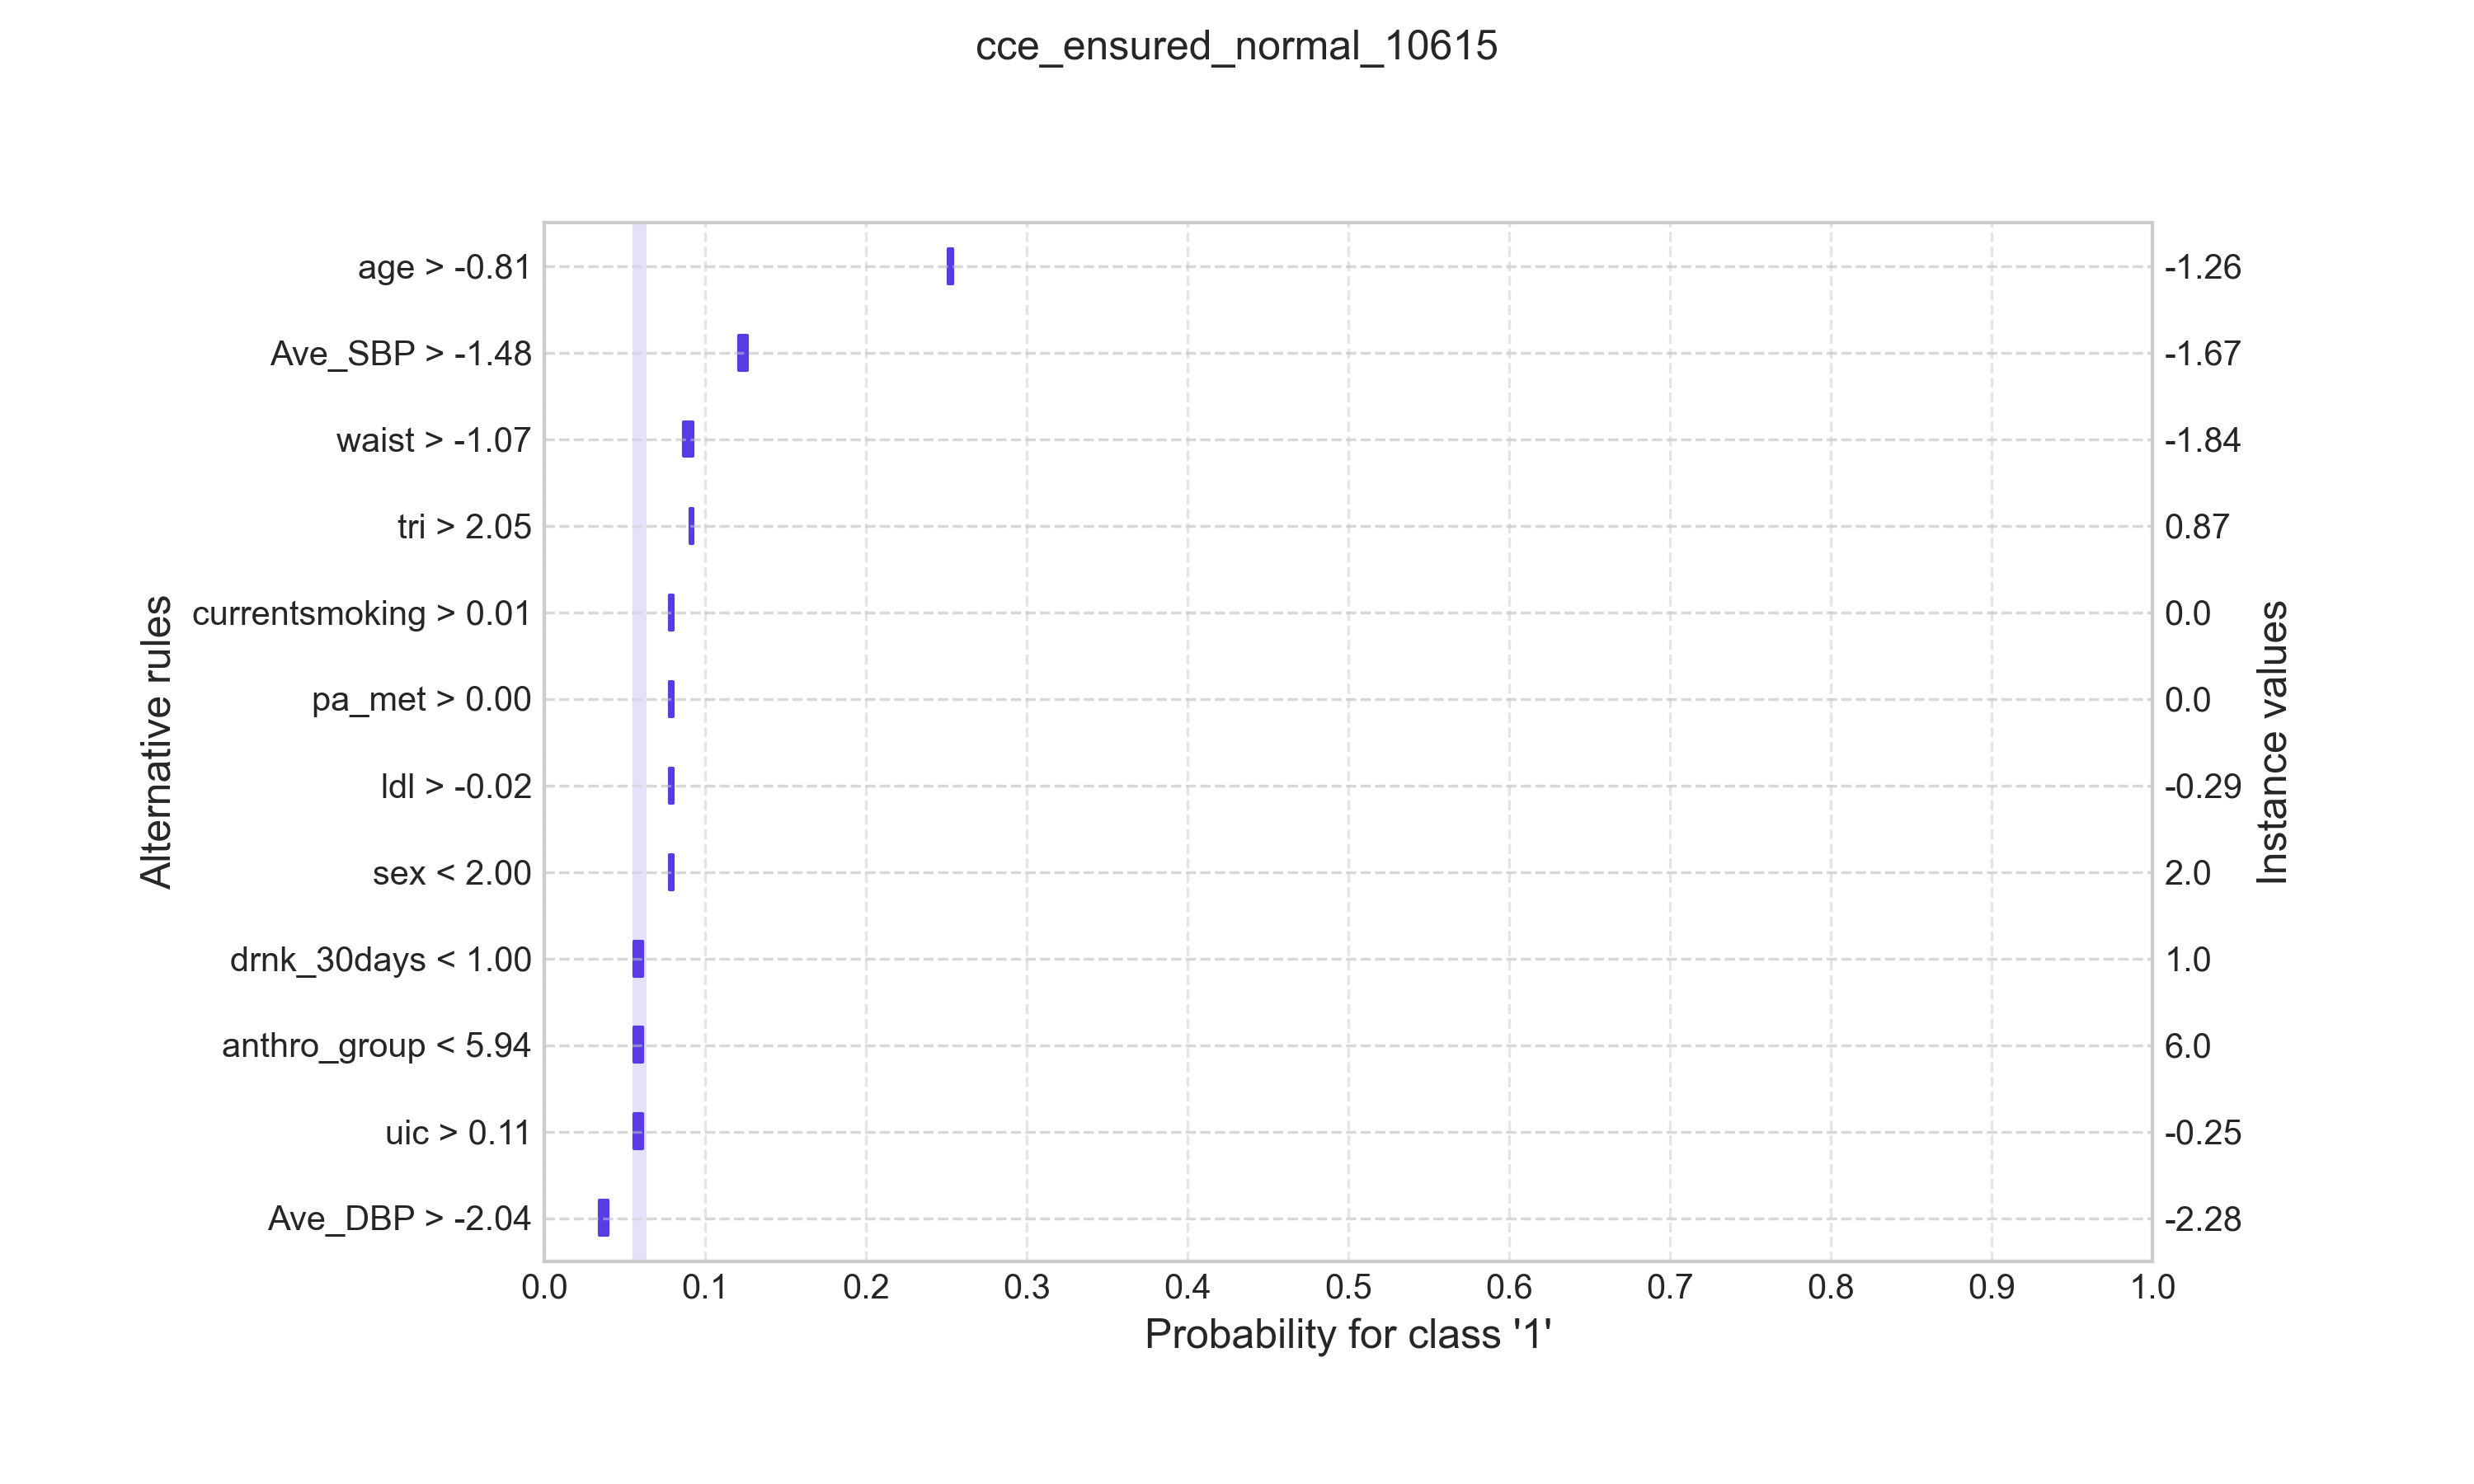 cce_ensured_normal_10615
age > -0.81
-1.26
Ave_SBP > -1.48
-1.67
waist > -1.07
-1.84
tri > 2.05
0.87
currentsmoking > 0.01
0.0
pa_met > 0.00
0.0
ldl > -0.02
-0.29
sex < 2.00
2.0
drnk_30days < 1.00
1.0
anthro_group < 5.94
6.0
uic > 0.11
-0.25
Ave_DBP > -2.04
-2.28
Alternative rules
Instance values
0.0 0.1 0.2 0.3 0.4 0.5 0.6 0.7 0.8 0.9 1.0
Probability for class '1'